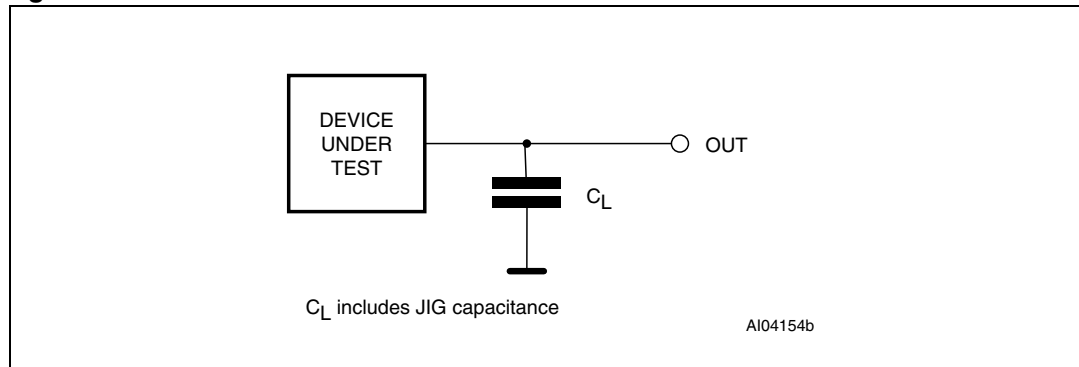 DEVICE
UNDER
TEST
OUT
CL
CL includes JIG capacitance
AI04154b